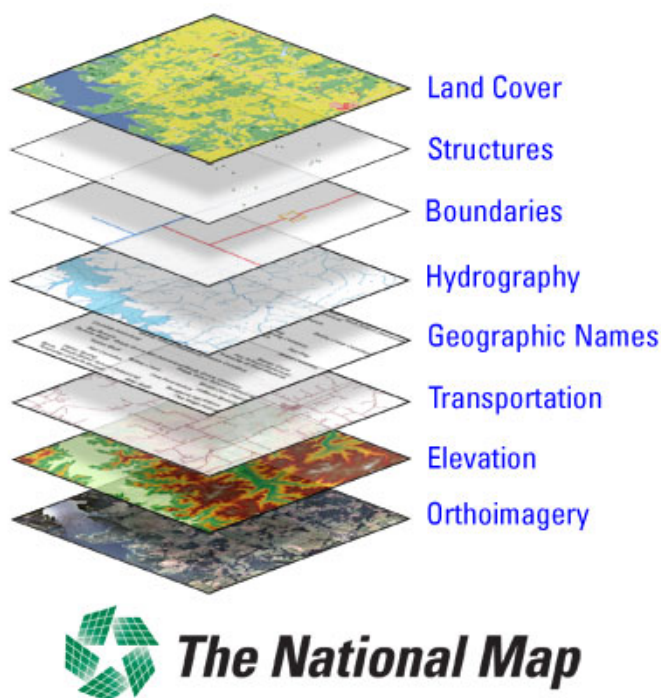 Land Cover
Structures
Boundaries
Hydrography
Geographic Names
Transportation
Elevation
Orthoimagery
The National Map